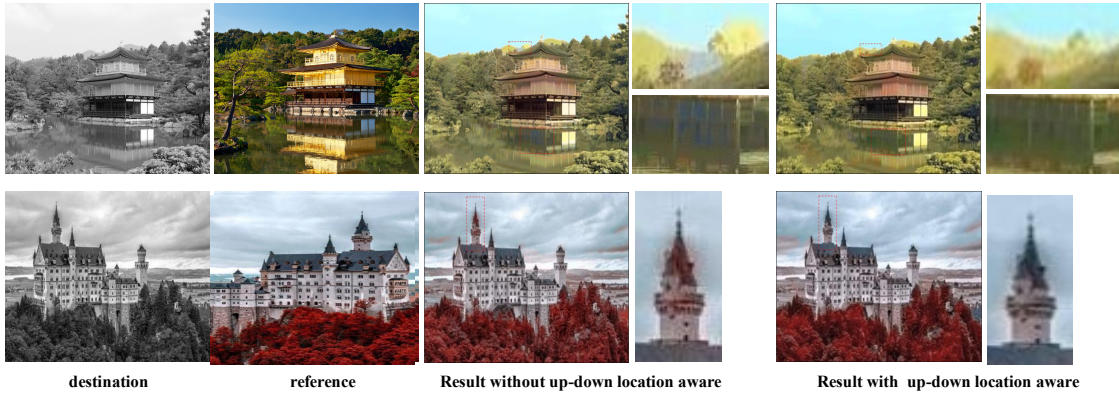 destination
reference
Result without up-down location aware
Result with up-down location aware